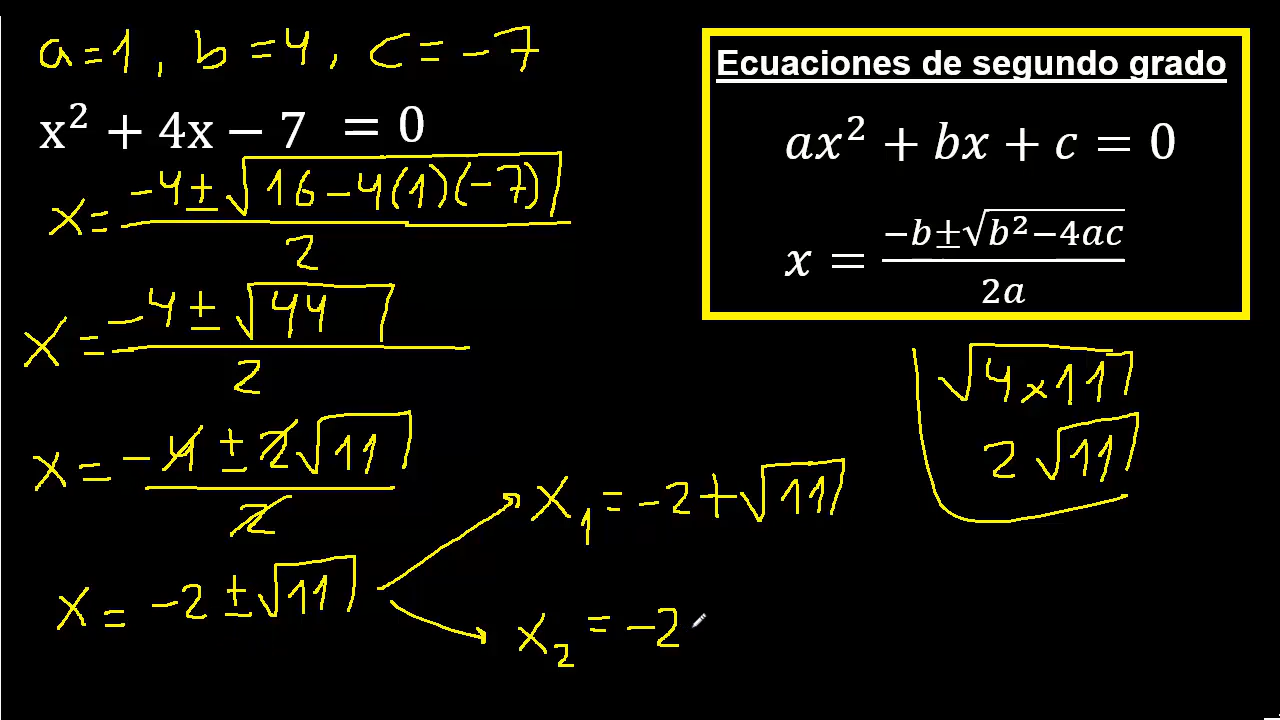 a=1, b=4, c=-7
x² + 4x − 7 = 0
x = (-4±√(16-4(1)(-7)))/2
x = (-4±√44)/2
x = (-4±2√11)/2
x = -2±√11
x₁ = -2+√11
x₂ = -2
Ecuaciones de segundo grado
ax² + bx + c = 0
x = (−b±√(b²−4ac))/2a
√(4x11)
2√11